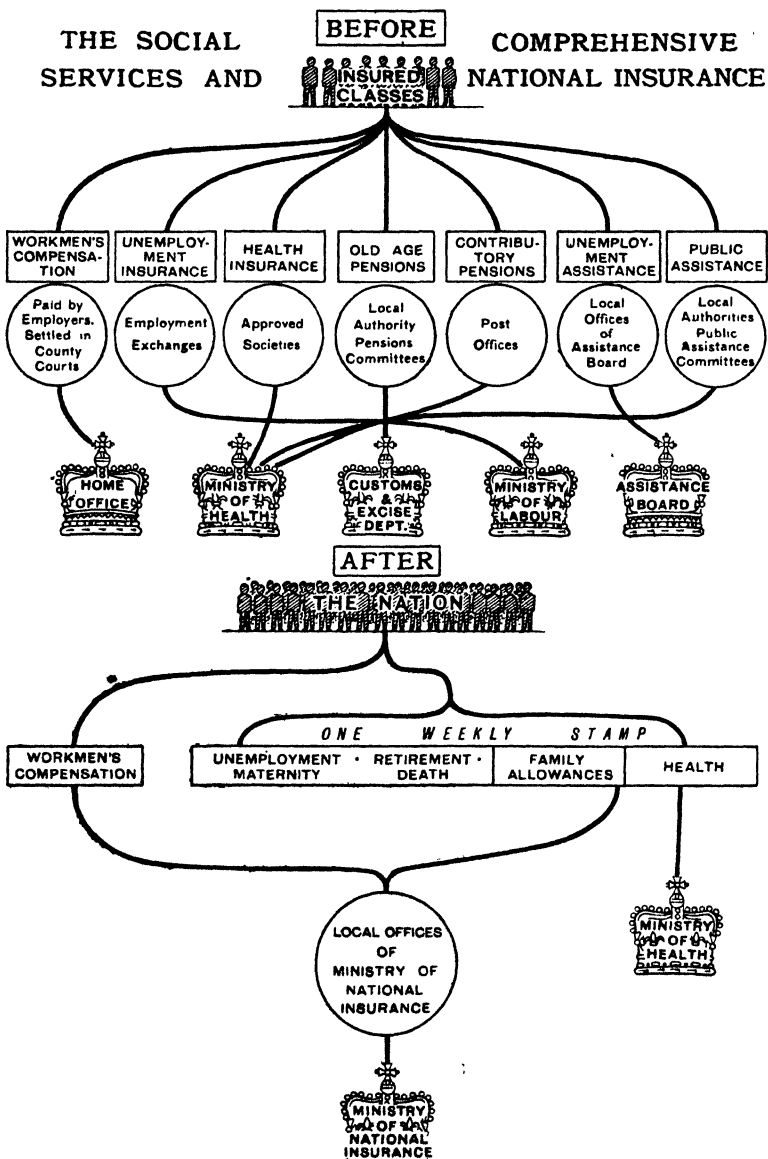 BEFORE
THE SOCIAL
SERVICES AND
COMPREHENSIVE
NATIONAL INSURANCE
INSURED
CLASSES
WORKMEN'S
COMPENSA-
TION
UNEMPLOY-
MENT
INSURANCE
HEALTH
INSURANCE
OLD AGE
PENSIONS
CONTRIBU-
TORY
PENSIONS
UNEMPLOY-
MENT
ASSISTANCE
PUBLIC
ASSISTANCE
Paid by
Employers.
Settled in
County
Courts
Employment
Exchanges
Approved
Societies
Local
Authority
Pensions
Committees
Post
Offices
Local
Offices
of
Assistance
Board
Local
Authorities
Public
Assistance
Committees
HOME
OFFICE
MINISTRY
OF
HEALTH
CUSTOMS
&
EXCISE
DEPT.
MINISTRY
OF
LABOUR
ASSISTANCE
BOARD
AFTER
THE NATION
ONE WEEKLY STAMP
WORKMEN'S
COMPENSATION
UNEMPLOYMENT · RETIREMENT ·
MATERNITY DEATH
FAMILY
ALLOWANCES
HEALTH
MINISTRY
OF
HEALTH
LOCAL OFFICES
OF
MINISTRY OF
NATIONAL
INSURANCE
MINISTRY
OF
NATIONAL
INSURANCE